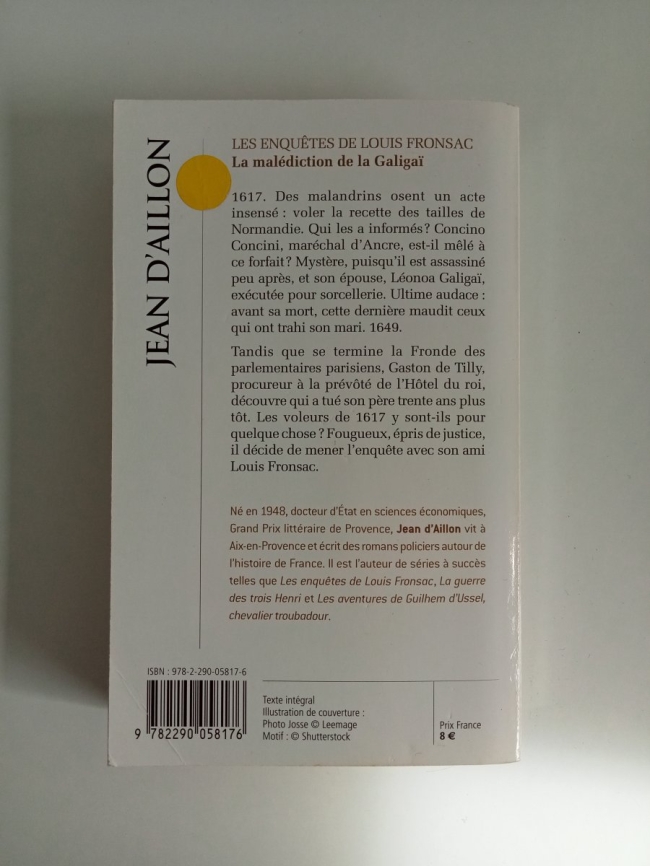 JEAN D'AILLON
LES ENQUÊTES DE LOUIS FRONSAC
La malédiction de la Galigaï
1617. Des malandrins osent un acte
insensé : voler la recette des tailles de
Normandie. Qui les a informés ? Concino
Concini, maréchal d'Ancre, est-il mêlé à
ce forfait ? Mystère, puisqu'il est assassiné
peu après, et son épouse, Léonoa Galigaï,
exécutée pour sorcellerie. Ultime audace :
avant sa mort, cette dernière maudit ceux
qui ont trahi son mari. 1649.
Tandis que se termine la Fronde des
parlementaires parisiens, Gaston de Tilly,
procureur à la prévôté de l'Hôtel du roi,
découvre qui a tué son père trente ans plus
tôt. Les voleurs de 1617 y sont-ils pour
quelque chose ? Fougueux, épris de justice,
il décide de mener l'enquête avec son ami
Louis Fronsac.
Né en 1948, docteur d'État en sciences économiques,
Grand Prix littéraire de Provence, Jean d'Aillon vit à
Aix-en-Provence et écrit des romans policiers autour de
l'histoire de France. Il est l'auteur de séries à succès
telles que Les enquêtes de Louis Fronsac, La guerre
des trois Henri et Les aventures de Guilhem d'Ussel,
chevalier troubadour.
ISBN : 978-2-290-05817-6
9 782290 058176
Texte intégral
Illustration de couverture :
Photo Josse © Leemage
Motif : © Shutterstock
Prix France
8 €